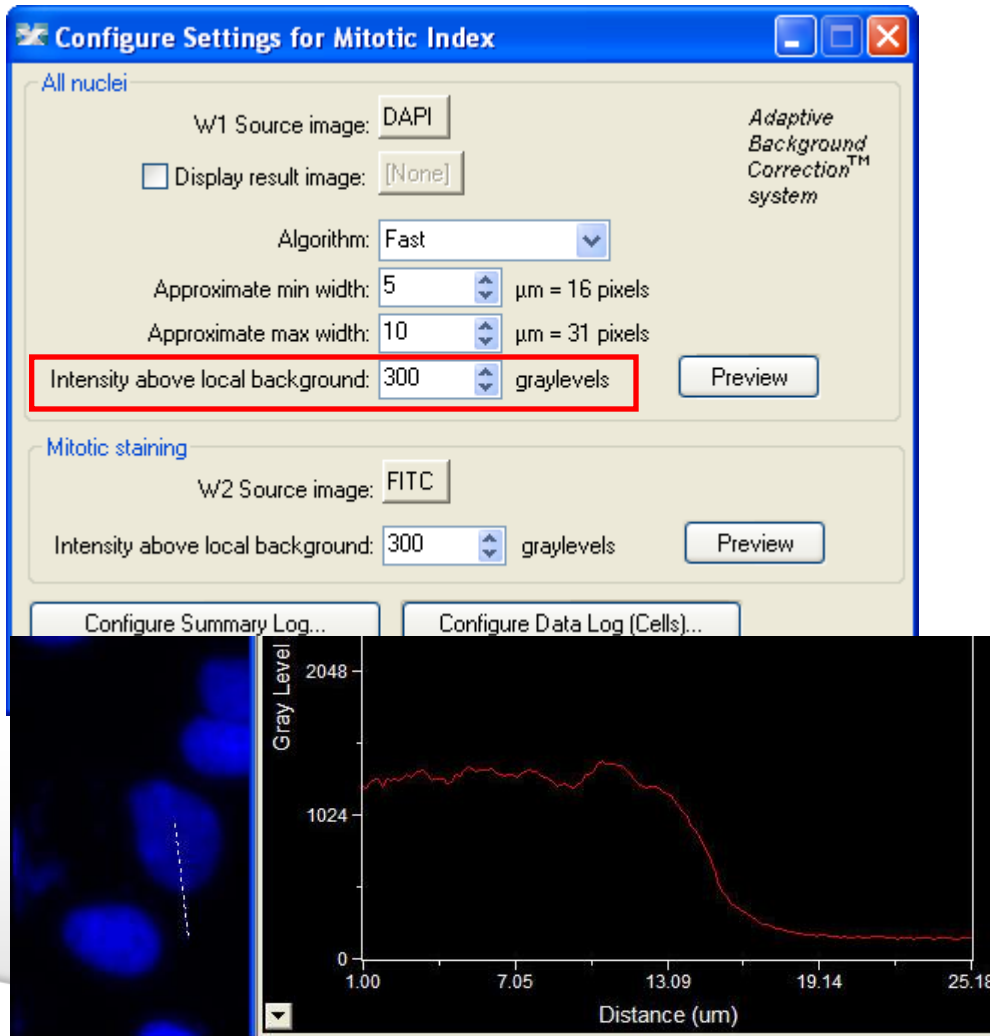 Configure Settings for Mitotic Index
All nuclei
W1 Source image: DAPI
Adaptive
Background
Correction™
system
Display result image: [None]
Algorithm: Fast
Approximate min width: 5 µm = 16 pixels
Approximate max width: 10 µm = 31 pixels
Intensity above local background: 300 graylevels Preview
Mitotic staining
W2 Source image: FITC
Intensity above local background: 300 graylevels Preview
Configure Summary Log... Configure Data Log (Cells)...
Gray Level
2048
1024
0
1.00 7.05 13.09 19.14 25.18
Distance (um)